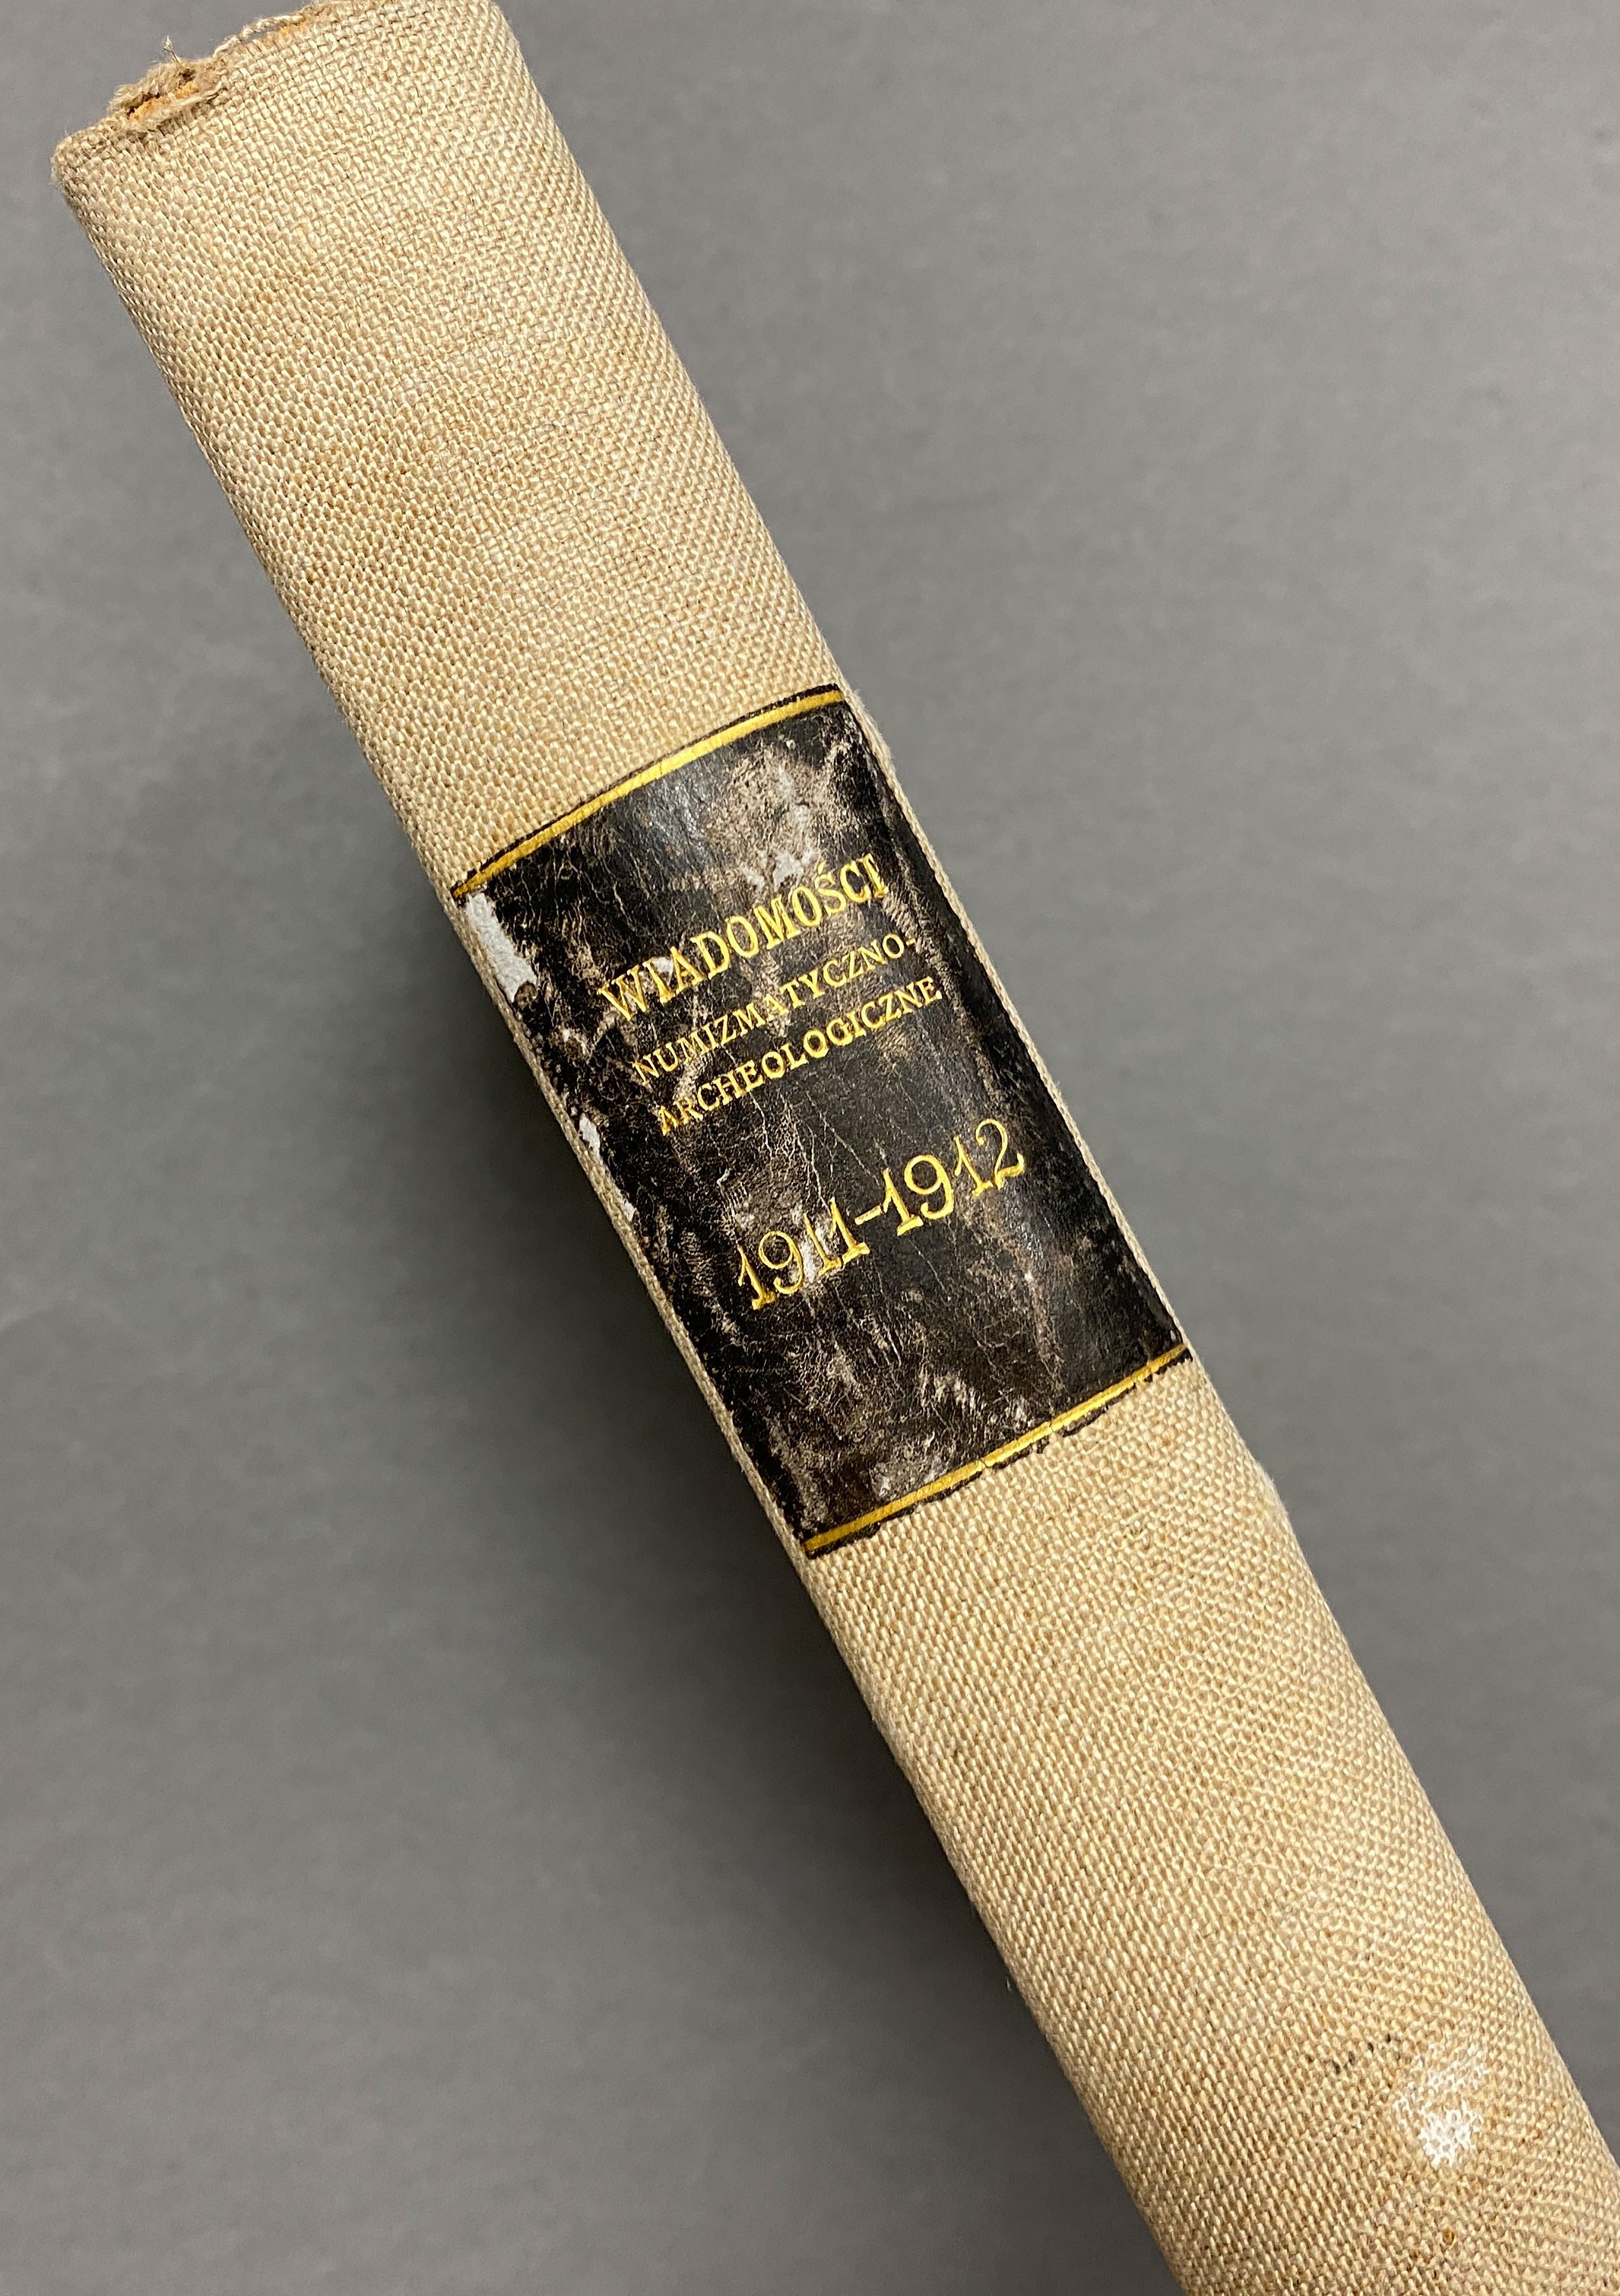 WIADOMOŚCI
NUMIZMATYCZNO-
ARCHEOLOGICZNE
1911-1912